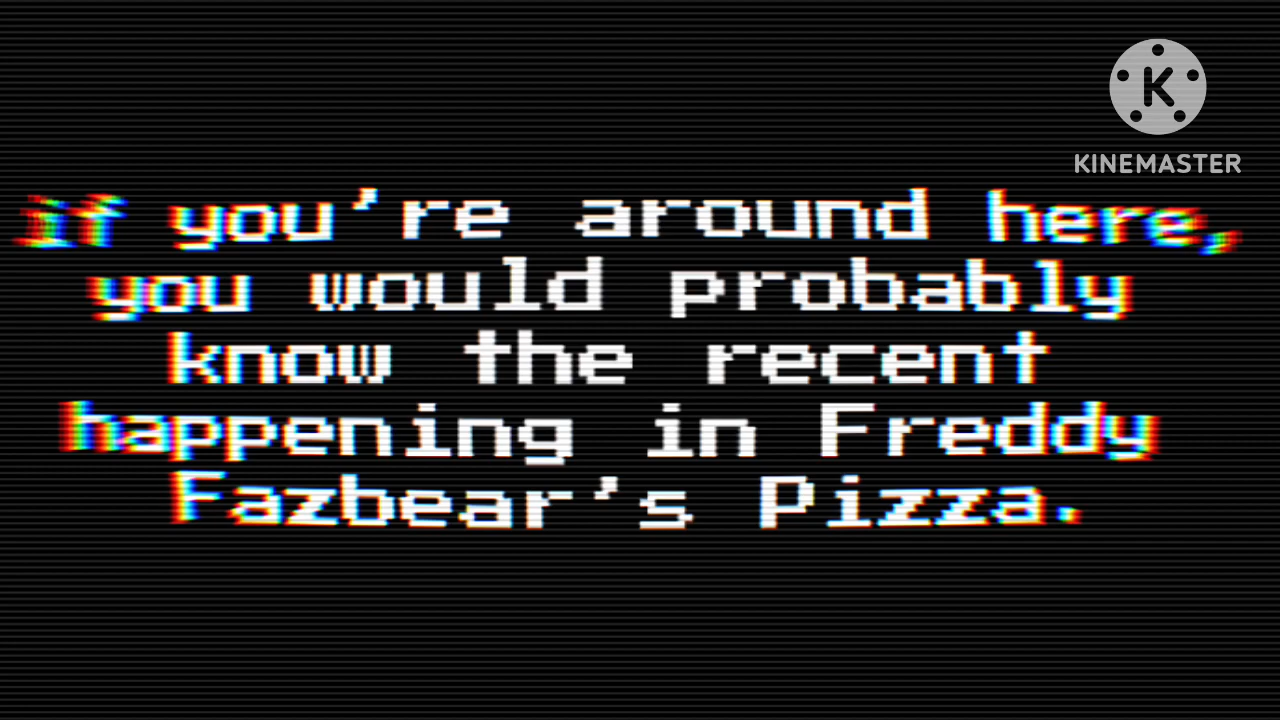 K
KINEMASTER
if you're around here,
you would probably
know the recent
happening in Freddy
Fazbear's Pizza.